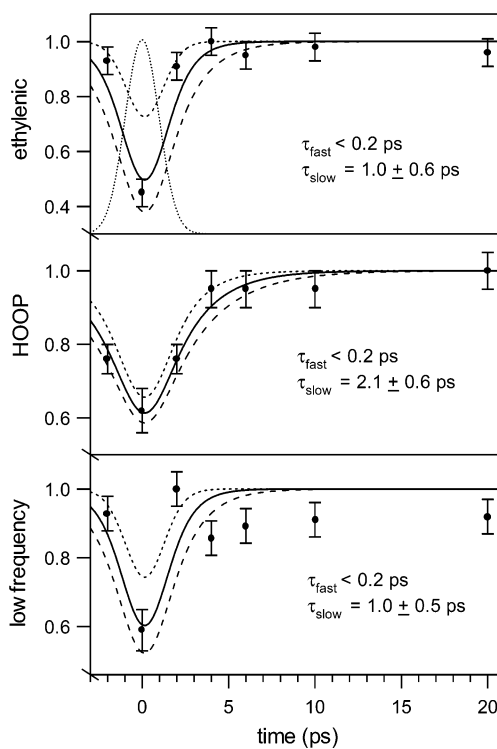 1.0
0.8
0.6
0.4
ethylenic
τfast < 0.2 ps
τslow = 1.0 ± 0.6 ps
1.0
0.8
0.6
HOOP
τfast < 0.2 ps
τslow = 2.1 ± 0.6 ps
1.0
0.8
0.6
low frequency
τfast < 0.2 ps
τslow = 1.0 ± 0.5 ps
0 5 10 15 20
time (ps)